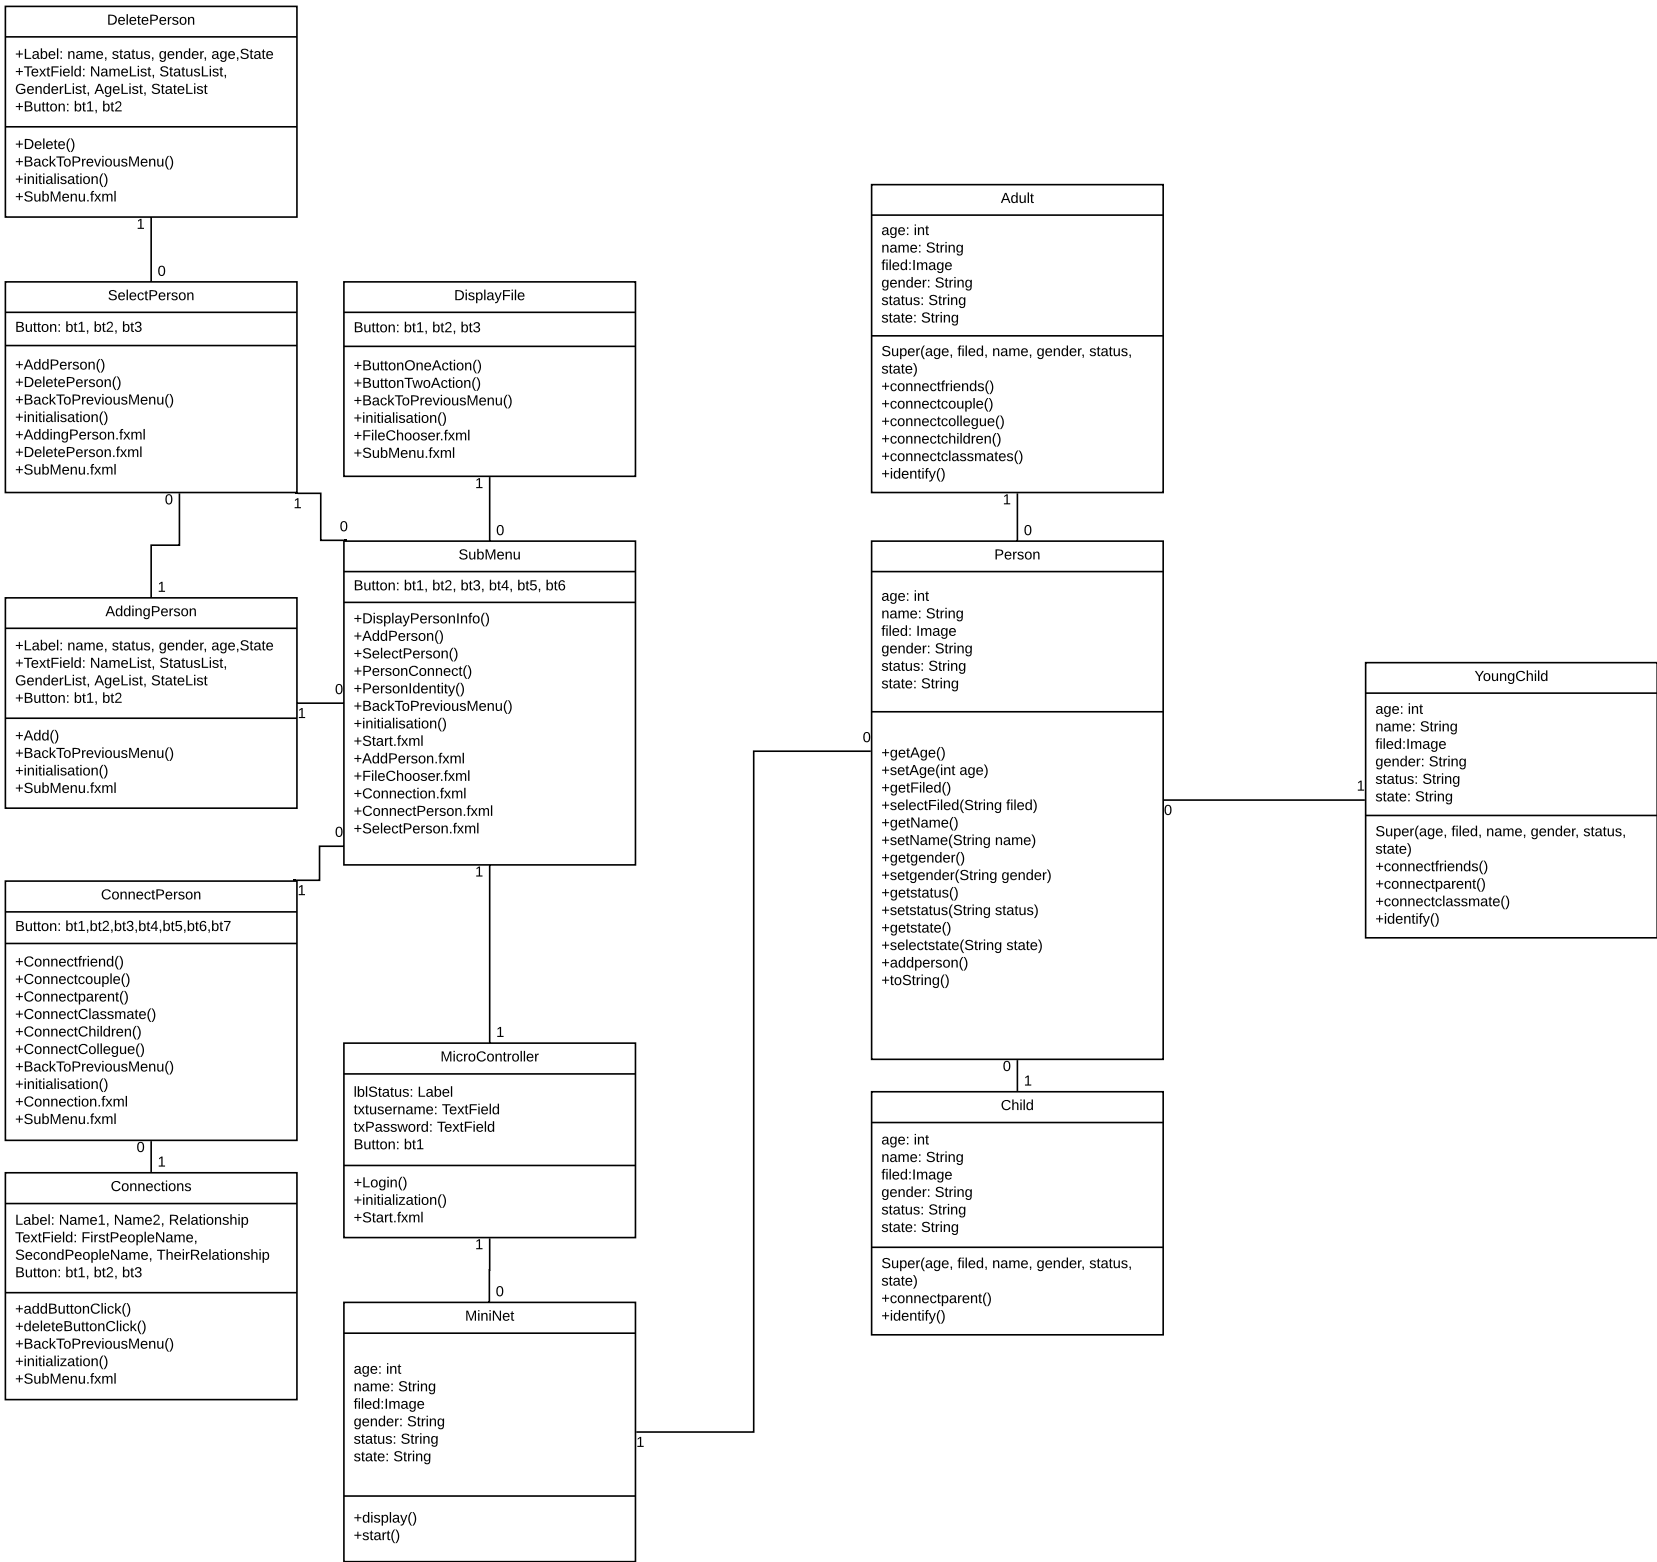 DeletePerson
+Label: name, status, gender, age,State
+TextField: NameList, StatusList,
GenderList, AgeList, StateList
+Button: bt1, bt2
+Delete()
+BackToPreviousMenu()
+initialisation()
+SubMenu.fxml
1
0
SelectPerson
Button: bt1, bt2, bt3
+AddPerson()
+DeletePerson()
+BackToPreviousMenu()
+initialisation()
+AddingPerson.fxml
+DeletePerson.fxml
+SubMenu.fxml
0
1
0
1
AddingPerson
+Label: name, status, gender, age,State
+TextField: NameList, StatusList,
GenderList, AgeList, StateList
+Button: bt1, bt2
+Add()
+BackToPreviousMenu()
+initialisation()
+SubMenu.fxml
0
1
0
1
ConnectPerson
Button: bt1,bt2,bt3,bt4,bt5,bt6,bt7
+Connectfriend()
+Connectcouple()
+Connectparent()
+ConnectClassmate()
+ConnectChildren()
+ConnectCollegue()
+BackToPreviousMenu()
+initialisation()
+Connection.fxml
+SubMenu.fxml
0
1
Connections
Label: Name1, Name2, Relationship
TextField: FirstPeopleName,
SecondPeopleName, TheirRelationship
Button: bt1, bt2, bt3
+addButtonClick()
+deleteButtonClick()
+BackToPreviousMenu()
+initialization()
+SubMenu.fxml
DisplayFile
Button: bt1, bt2, bt3
+ButtonOneAction()
+ButtonTwoAction()
+BackToPreviousMenu()
+initialisation()
+FileChooser.fxml
+SubMenu.fxml
1
0
SubMenu
Button: bt1, bt2, bt3, bt4, bt5, bt6
+DisplayPersonInfo()
+AddPerson()
+SelectPerson()
+PersonConnect()
+PersonIdentity()
+BackToPreviousMenu()
+initialisation()
+Start.fxml
+AddPerson.fxml
+FileChooser.fxml
+Connection.fxml
+ConnectPerson.fxml
+SelectPerson.fxml
1
1
MicroController
lblStatus: Label
txtusername: TextField
txPassword: TextField
Button: bt1
+Login()
+initialization()
+Start.fxml
1
0
MiniNet
age: int
name: String
filed:Image
gender: String
status: String
state: String
+display()
+start()
1
0
Adult
age: int
name: String
filed:Image
gender: String
status: String
state: String
Super(age, filed, name, gender, status,
state)
+connectfriends()
+connectcouple()
+connectcollegue()
+connectchildren()
+connectclassmates()
+identify()
1
0
Person
age: int
name: String
filed: Image
gender: String
status: String
state: String
+getAge()
+setAge(int age)
+getFiled()
+selectFiled(String filed)
+getName()
+setName(String name)
+getgender()
+setgender(String gender)
+getstatus()
+setstatus(String status)
+getstate()
+selectstate(String state)
+addperson()
+toString()
0
1
Child
age: int
name: String
filed:Image
gender: String
status: String
state: String
Super(age, filed, name, gender, status,
state)
+connectparent()
+identify()
1
0
YoungChild
age: int
name: String
filed:Image
gender: String
status: String
state: String
Super(age, filed, name, gender, status,
state)
+connectfriends()
+connectparent()
+connectclassmate()
+identify()